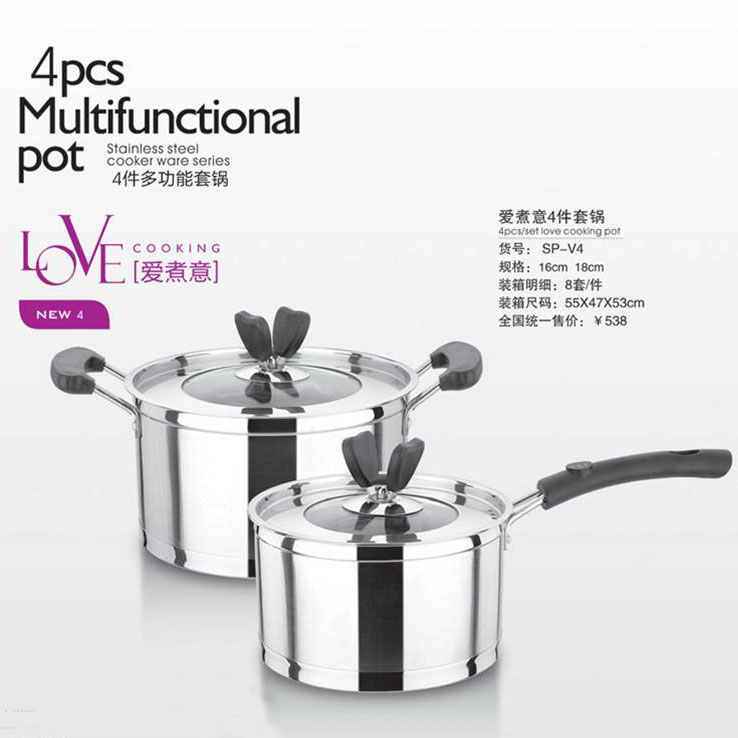 4pcs
Multifunctional
pot
Stainless steel
cooker ware series
4件多功能套锅
LOVE
COOKING
[爱煮意]
NEW 4
爱煮意4件套锅
4pcs/set love cooking pot
货号： SP-V4
规格：16cm 18cm
装箱明细：8套/件
装箱尺码：55X47X53cm
全国统一售价：￥538